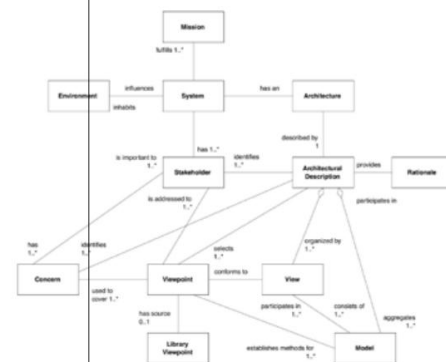 Mission
fulfills 1..*
Environment
influences
inhabits
System
has an
Architecture
has 1..*
described by
1
is important to
1..*
Stakeholder
identifies
1..*
Architectural
Description
provides
Rationale
is addressed to
1..*
participates in
has
1..*
identifies
1..*
selects
1..*
organized by
1..*
Concern
used to
cover 1..*
Viewpoint
conforms to
View
has source
0..1
participates in
1..*
consists of
1..*
aggregates
1..*
Library
Viewpoint
establishes methods for
1..*
Model